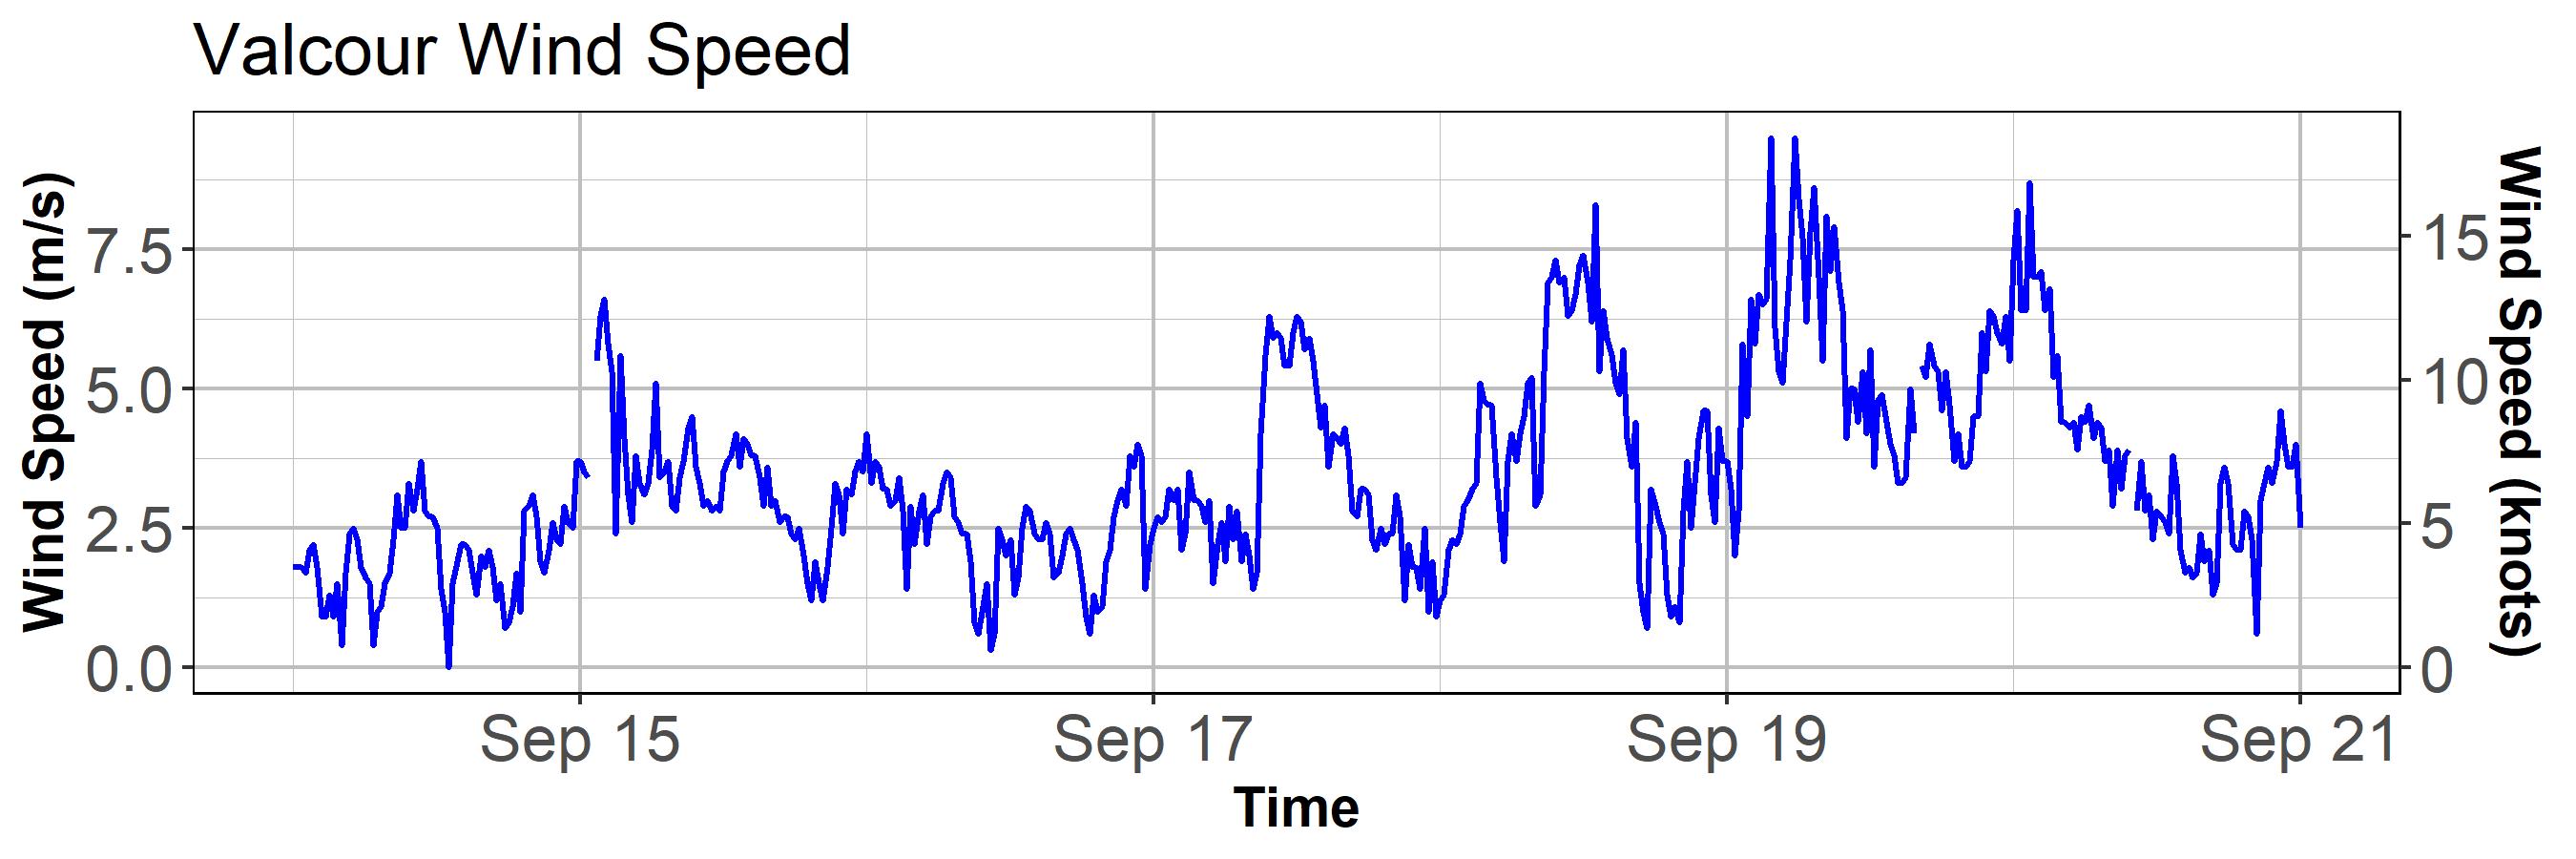 Valcour Wind Speed
Wind Speed (m/s)
7.5
5.0
2.5
0.0
15
10
5
0
Wind Speed (knots)
Sep 15 Sep 17 Sep 19 Sep 21
Time